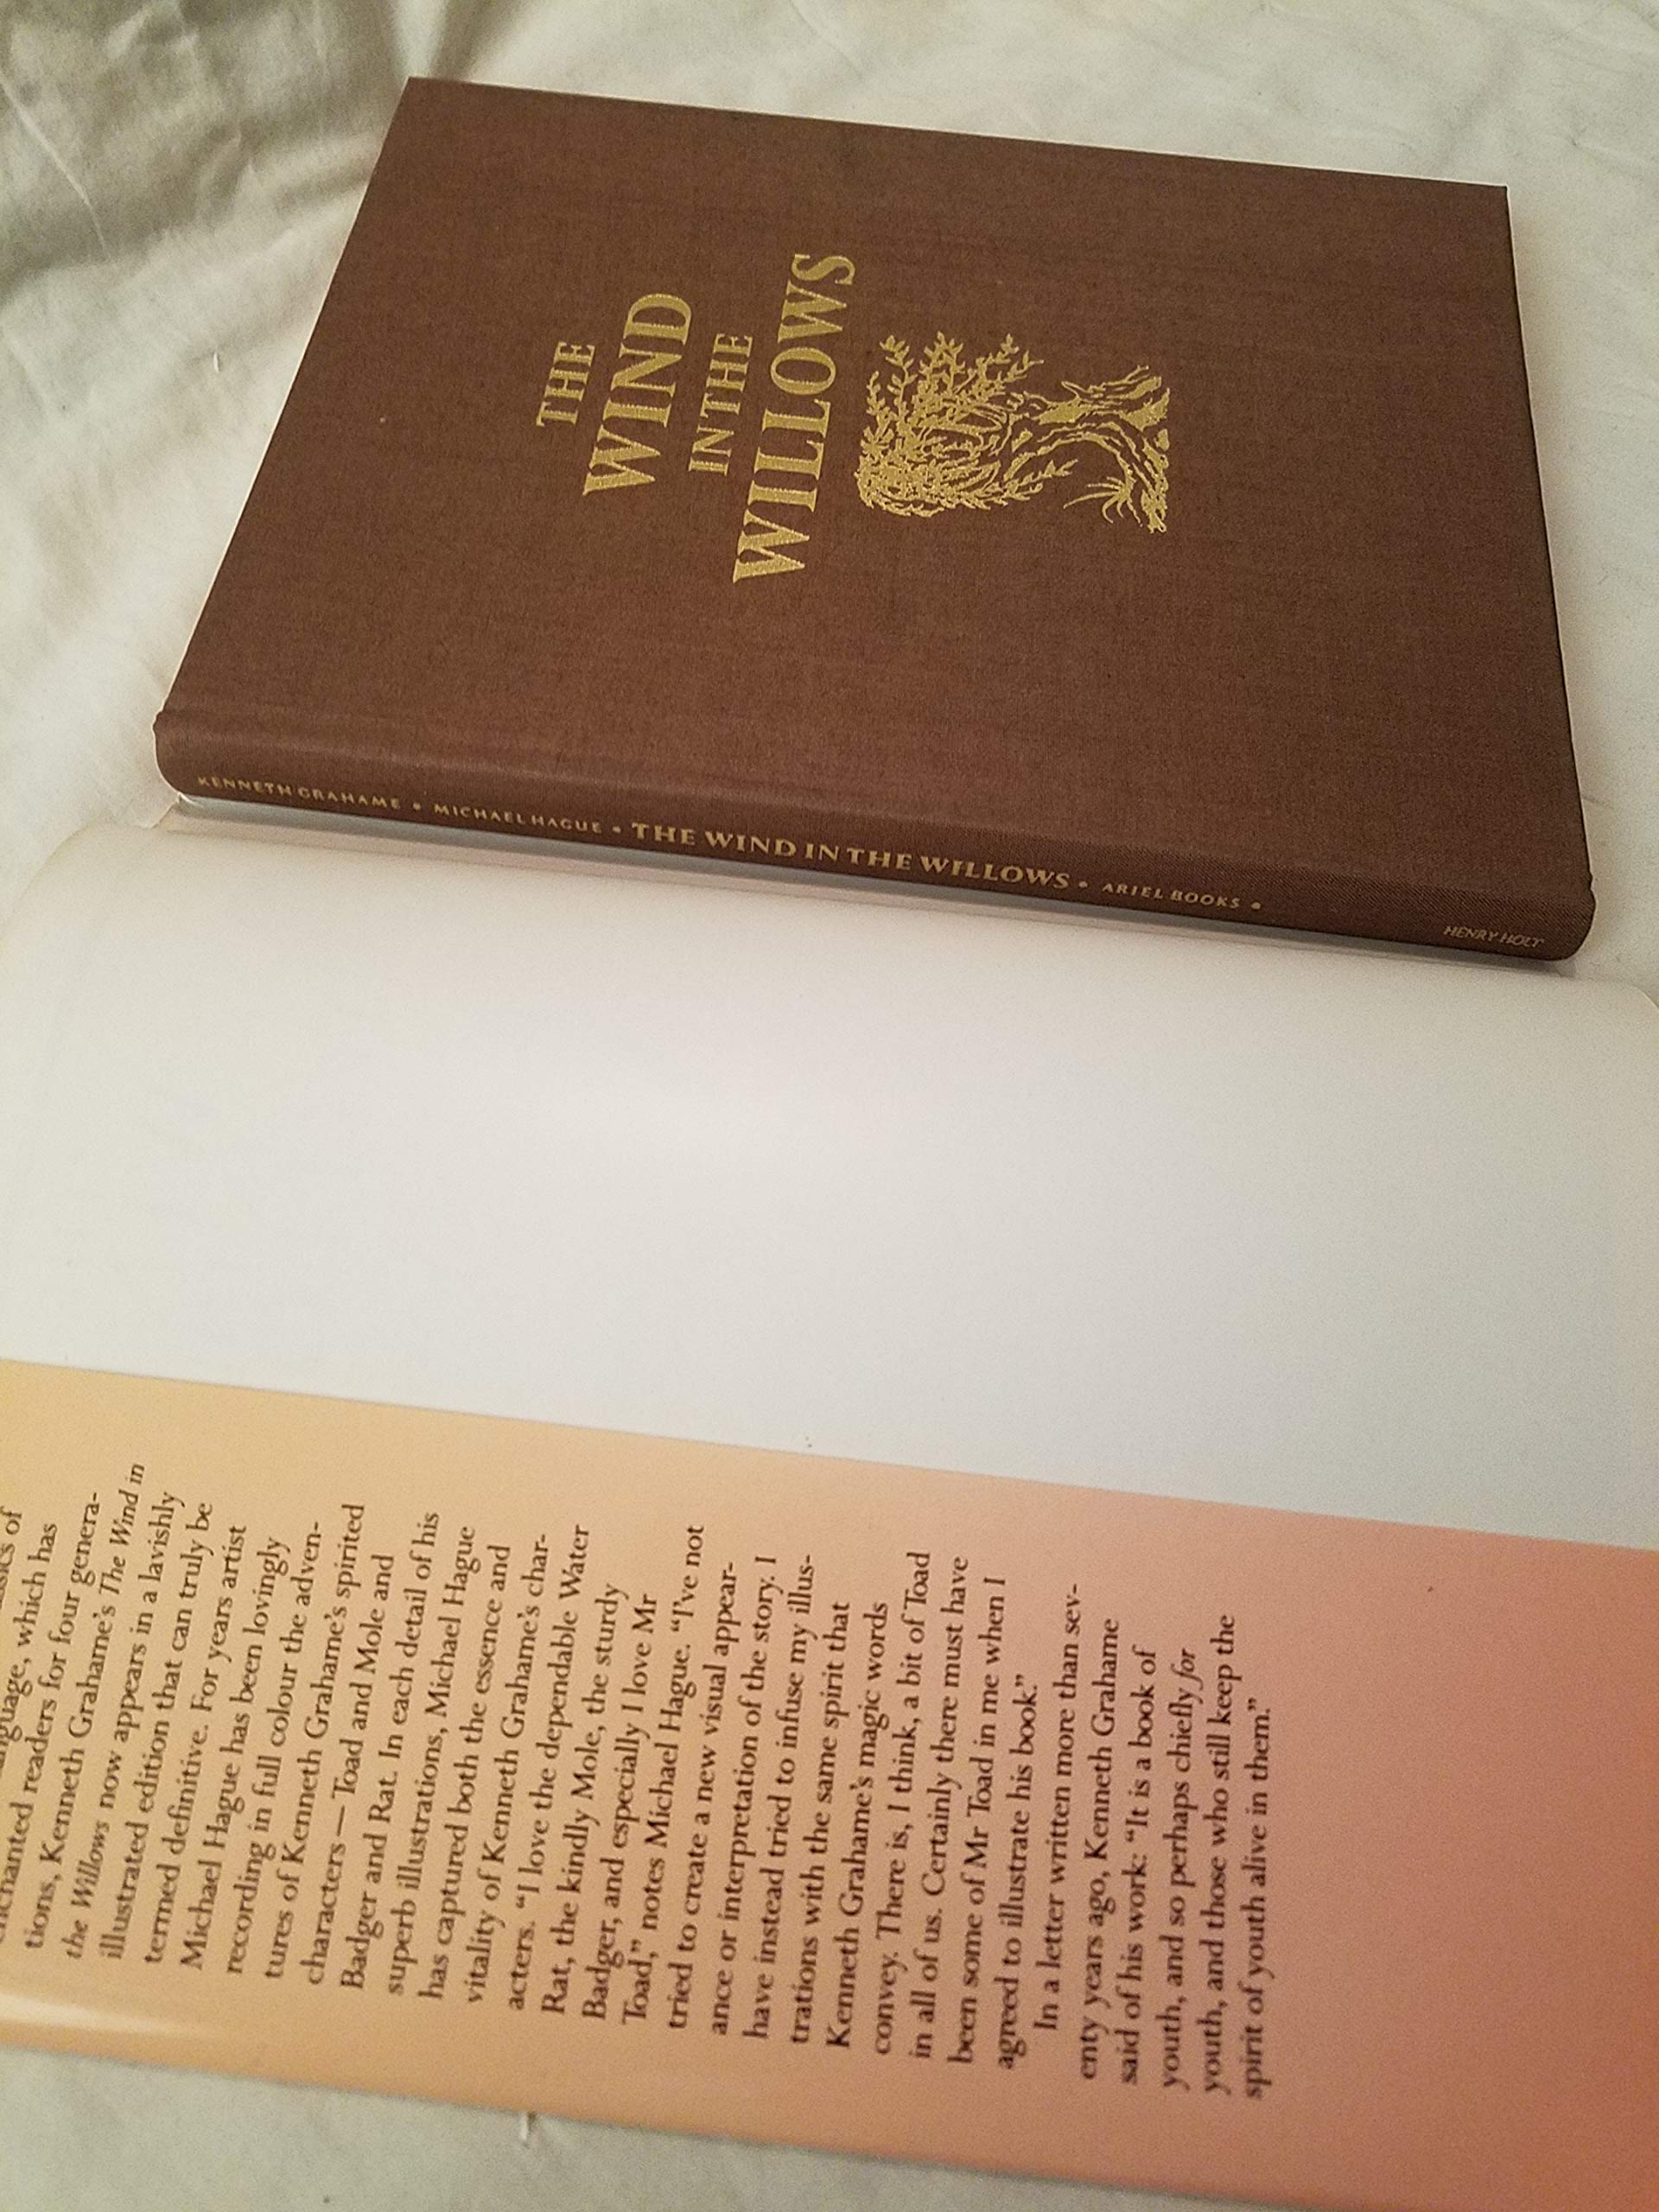 THE
WIND
IN THE
WILLOWS
KENNETH GRAHAME • MICHAEL HAGUE • THE WIND IN THE WILLOWS • ARIEL BOOKS •
HENRY HOLT
of
language, which has
enchanted readers for four genera-
tions, Kenneth Grahame's The Wind in
the Willows now appears in a lavishly
illustrated edition that can truly be
termed definitive. For years artist
Michael Hague has been lovingly
recording in full colour the adven-
tures of Kenneth Grahame's spirited
characters — Toad and Mole and
Badger and Rat. In each detail of his
superb illustrations, Michael Hague
has captured both the essence and
vitality of Kenneth Grahame's char-
acters. “I love the dependable Water
Rat, the kindly Mole, the sturdy
Badger, and especially I love Mr
Toad,” notes Michael Hague. “I've not
tried to create a new visual appear-
ance or interpretation of the story. I
have instead tried to infuse my illus-
trations with the same spirit that
Kenneth Grahame's magic words
convey. There is, I think, a bit of Toad
in all of us. Certainly there must have
been some of Mr Toad in me when I
agreed to illustrate his book.”
In a letter written more than sev-
enty years ago, Kenneth Grahame
said of his work: “It is a book of
youth, and so perhaps chiefly for
youth, and those who still keep the
spirit of youth alive in them.”